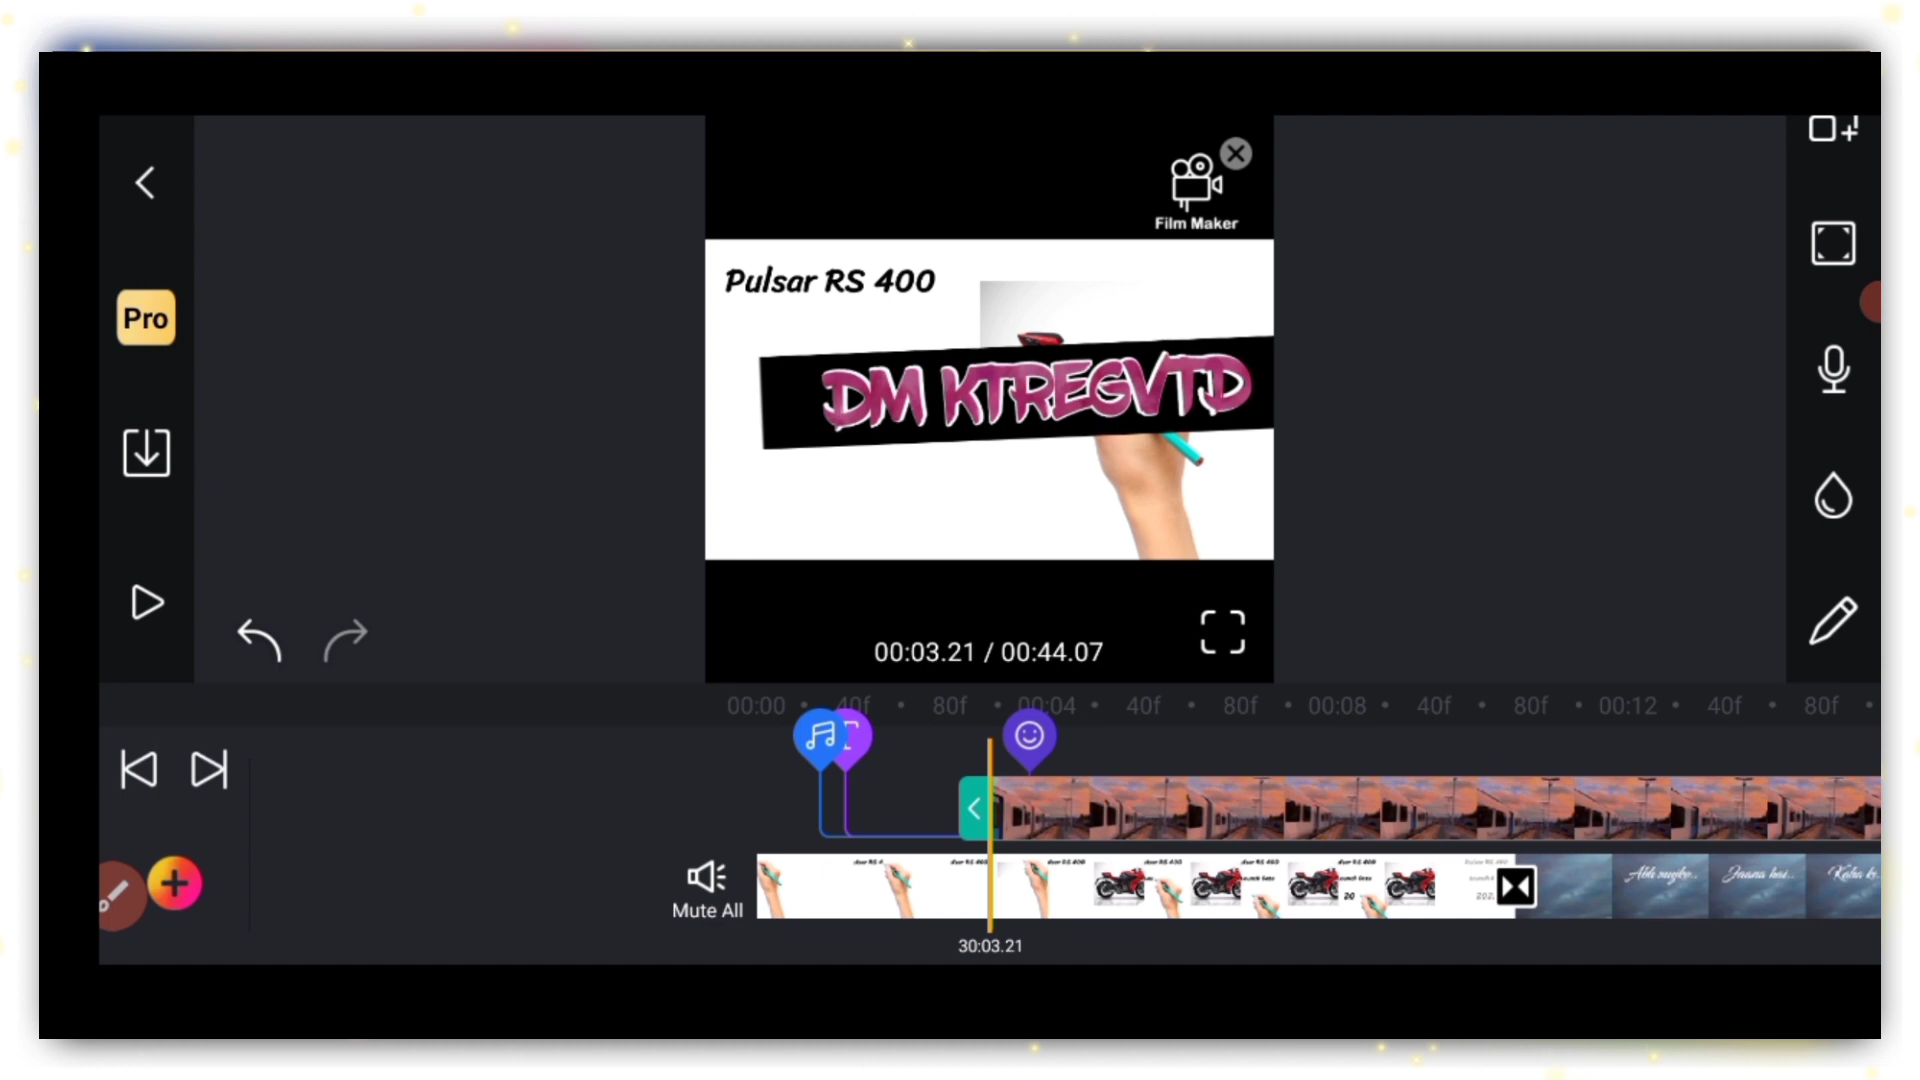 Film Maker
Pulsar RS 400
Pro
DM KTREGVTD
00:03.21 / 00:44.07
00:00 40f 80f 00:04 40f 80f 00:08 40f 80f 00:12 40f 80f
Mute All
30:03.21